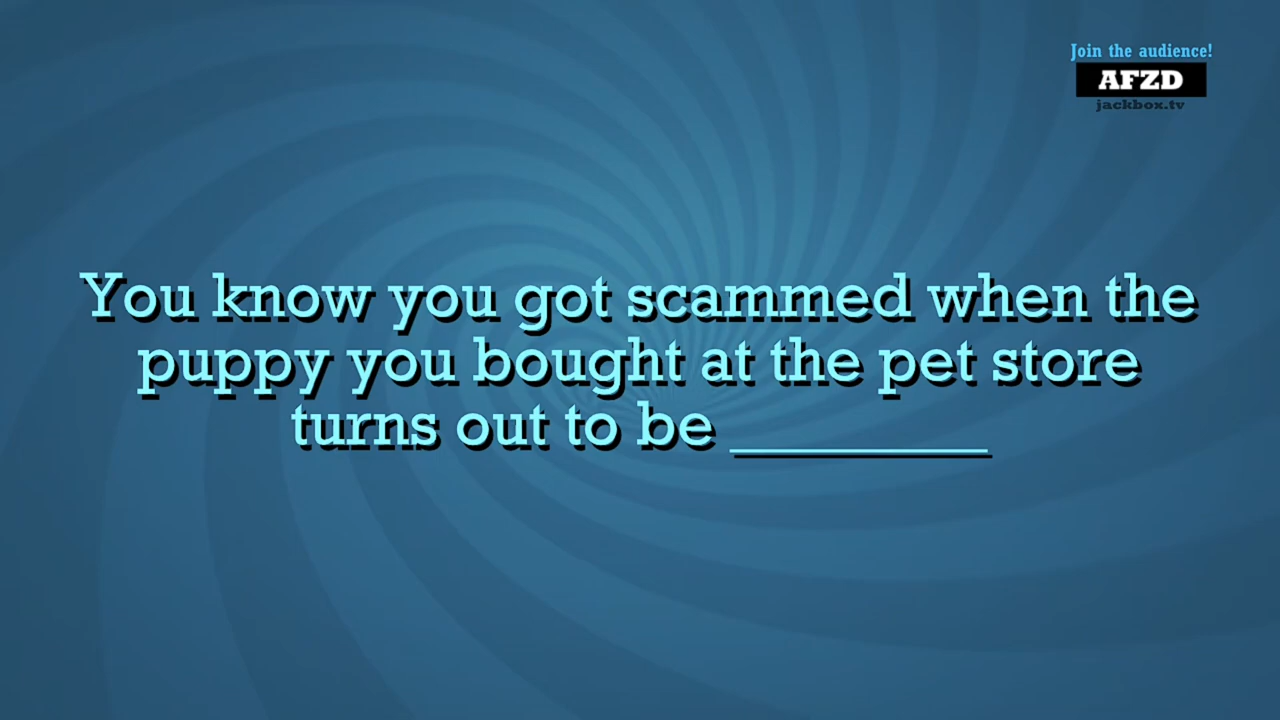 Join the audience!
AFZD
jackbox.tv
You know you got scammed when the
puppy you bought at the pet store
turns out to be _________